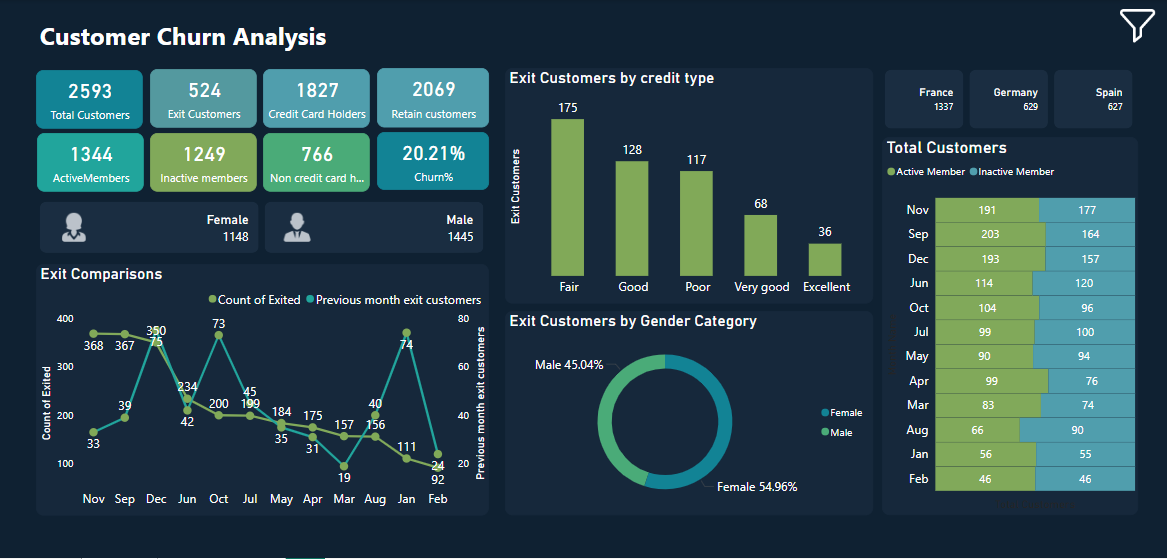 Customer Churn Analysis
2593
Total Customers
524
Exit Customers
1827
Credit Card Holders
2069
Retain customers
1344
ActiveMembers
1249
Inactive members
766
Non credit card h...
20.21%
Churn%
Female
1148
Male
1445
Exit Comparisons
Count of Exited Previous month exit customers
Count of Exited
400
300
200
100
368 367 350 234 200 199 184 175 157 156 111 92
33 39 75 42 73 45 35 31 19 40 74 24
80
60
40
20
Previous month exit customers
Nov Sep Dec Jun Oct Jul May Apr Mar Aug Jan Feb
Exit Customers by credit type
Exit Customers
175 128 117 68 36
Fair Good Poor Very good Excellent
Exit Customers by Gender Category
Male 45.04%
Female 54.96%
Female
Male
France
1337
Germany
629
Spain
627
Total Customers
Active Member Inactive Member
Nov 191 177
Sep 203 164
Dec 193 157
Jun 114 120
Oct 104 96
Jul 99 100
May 90 94
Apr 99 76
Mar 83 74
Aug 66 90
Jan 56 55
Feb 46 46